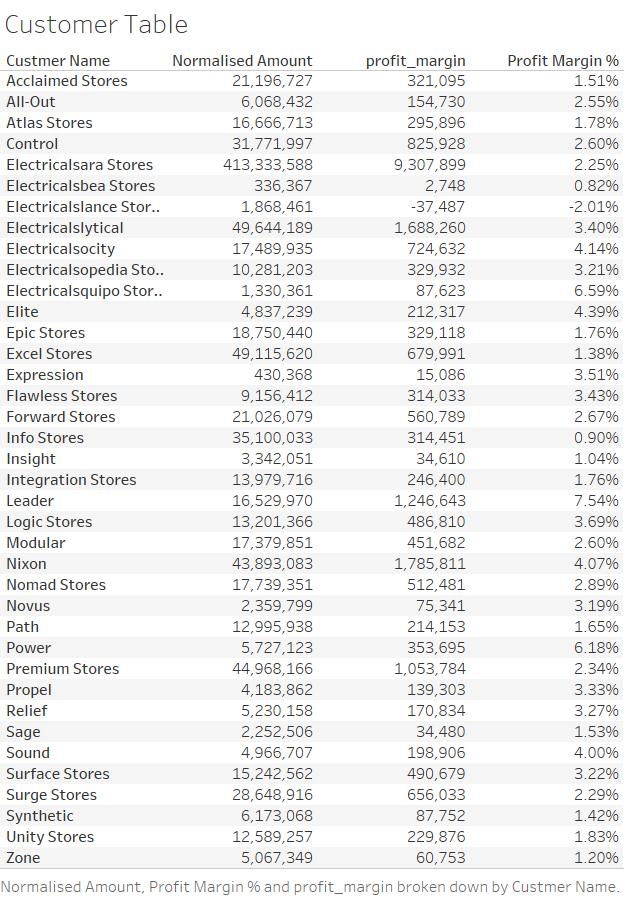 Customer Table
Custmer Name Normalised Amount profit_margin Profit Margin %
Acclaimed Stores 21,196,727 321,095 1.51%
All-Out 6,068,432 154,730 2.55%
Atlas Stores 16,666,713 295,896 1.78%
Control 31,771,997 825,928 2.60%
Electricalsara Stores 413,333,588 9,307,899 2.25%
Electricalsbea Stores 336,367 2,748 0.82%
Electricalslance Stor.. 1,868,461 -37,487 -2.01%
Electricalslytical 49,644,189 1,688,260 3.40%
Electricalsocity 17,489,935 724,632 4.14%
Electricalsopedia Sto.. 10,281,203 329,932 3.21%
Electricalsquipo Stor.. 1,330,361 87,623 6.59%
Elite 4,837,239 212,317 4.39%
Epic Stores 18,750,440 329,118 1.76%
Excel Stores 49,115,620 679,991 1.38%
Expression 430,368 15,086 3.51%
Flawless Stores 9,156,412 314,033 3.43%
Forward Stores 21,026,079 560,789 2.67%
Info Stores 35,100,033 314,451 0.90%
Insight 3,342,051 34,610 1.04%
Integration Stores 13,979,716 246,400 1.76%
Leader 16,529,970 1,246,643 7.54%
Logic Stores 13,201,366 486,810 3.69%
Modular 17,379,851 451,682 2.60%
Nixon 43,893,083 1,785,811 4.07%
Nomad Stores 17,739,351 512,481 2.89%
Novus 2,359,799 75,341 3.19%
Path 12,995,938 214,153 1.65%
Power 5,727,123 353,695 6.18%
Premium Stores 44,968,166 1,053,784 2.34%
Propel 4,183,862 139,303 3.33%
Relief 5,230,158 170,834 3.27%
Sage 2,252,506 34,480 1.53%
Sound 4,966,707 198,906 4.00%
Surface Stores 15,242,562 490,679 3.22%
Surge Stores 28,648,916 656,033 2.29%
Synthetic 6,173,068 87,752 1.42%
Unity Stores 12,589,257 229,876 1.83%
Zone 5,067,349 60,753 1.20%
Normalised Amount, Profit Margin % and profit_margin broken down by Custmer Name.